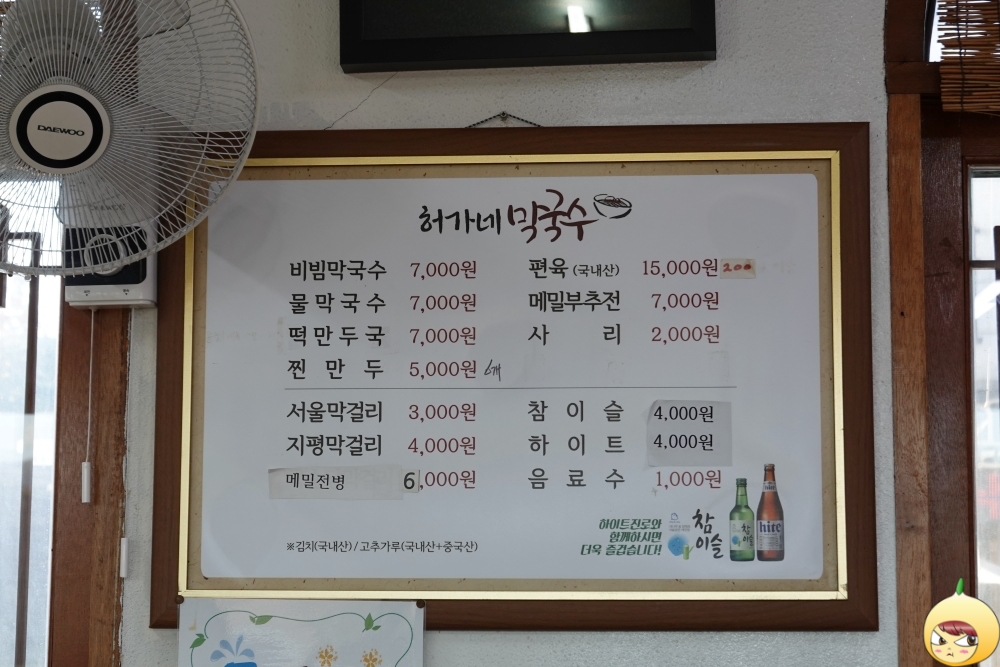 DAEWOO
허가네 막국수
비빔막국수 7,000원
물막국수 7,000원
떡만두국 7,000원
찐만두 5,000원 6개
편육 (국내산) 15,000원 200
메밀부추전 7,000원
사리 2,000원
서울막걸리 3,000원
지평막걸리 4,000원
메밀전병 6,000원
참이슬 4,000원
하이트 4,000원
음료수 1,000원
※김치(국내산) / 고추가루(국내산+중국산)
하이트진로와
함께하시면
더욱 즐겁습니다!
참
이슬
참
이슬
hite